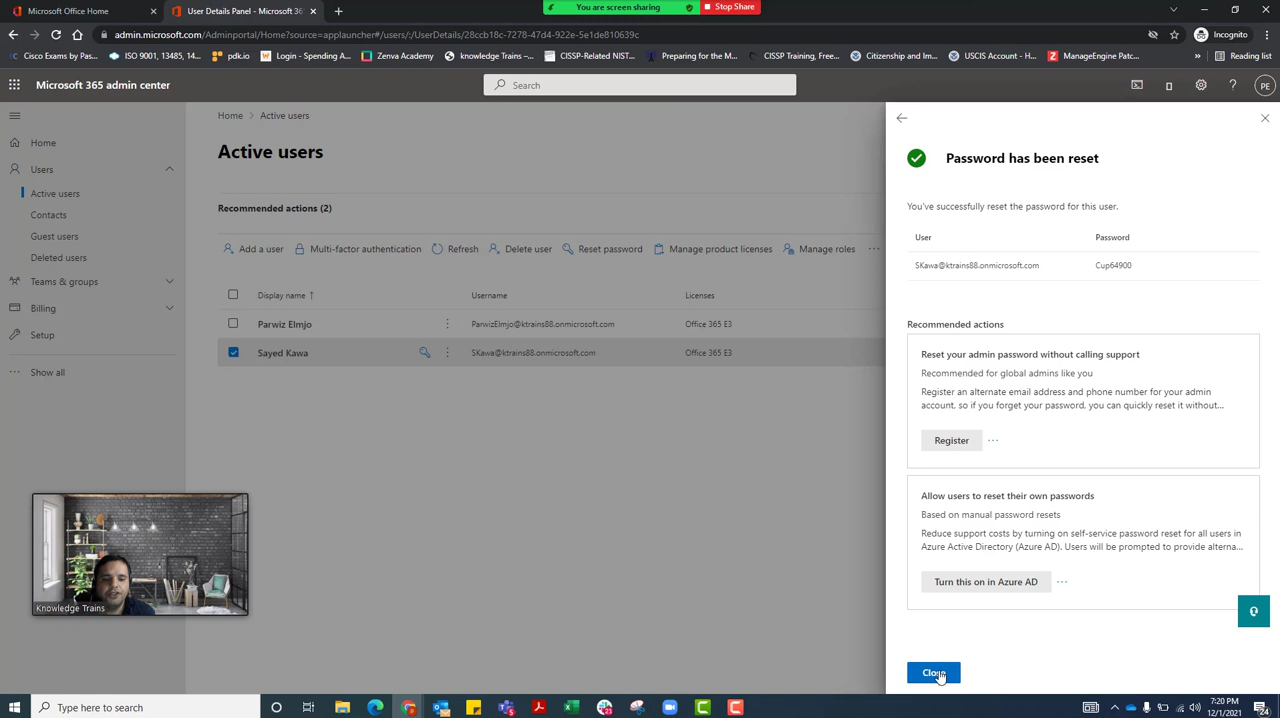 Microsoft Office Home
User Details Panel - Microsoft 36
You are screen sharing
Stop Share
admin.microsoft.com/Adminportal/Home?source=applauncher#/users/:/UserDetails/28ccb18c-7278-47d4-922e-5e1de810639c
Incognito
Cisco Exams by Pas...
ISO 9001, 14985, 14...
pdk.io
Login - Spending A...
Zenva Academy
knowledge Trains -...
CISSP-Related NIST...
Preparing for the M...
CISSP Training, Free...
Citizenship and Im...
USCIS Account - H...
ManageEngine Patc...
»
Reading list
Microsoft 365 admin center
Search
PE
Home
Users
Active users
Contacts
Guest users
Deleted users
Teams & groups
Billing
Setup
Show all
Home > Active users
Active users
Recommended actions (2)
Add a user
Multi-factor authentication
Refresh
Delete user
Reset password
Manage product licenses
Manage roles
Display name ↑
Username
Licenses
Parwiz Elmjo
ParwizElmjo@ktrains88.onmicrosoft.com
Office 365 E3
Sayed Kawa
SKawa@ktrains88.onmicrosoft.com
Office 365 E3
Password has been reset
You've successfully reset the password for this user.
User
Password
SKawa@ktrains88.onmicrosoft.com
Cup64900
Recommended actions
Reset your admin password without calling support
Recommended for global admins like you
Register an alternate email address and phone number for your admin
account, so if you forget your password, you can quickly reset it without...
Register
Allow users to reset their own passwords
Based on manual password resets
Reduce support costs by turning on self-service password reset for all users in
Azure Active Directory (Azure AD). Users will be prompted to provide alterna...
Turn this on in Azure AD
Close
Knowledge Trains
Type here to search
7:20 PM
12/1/2021